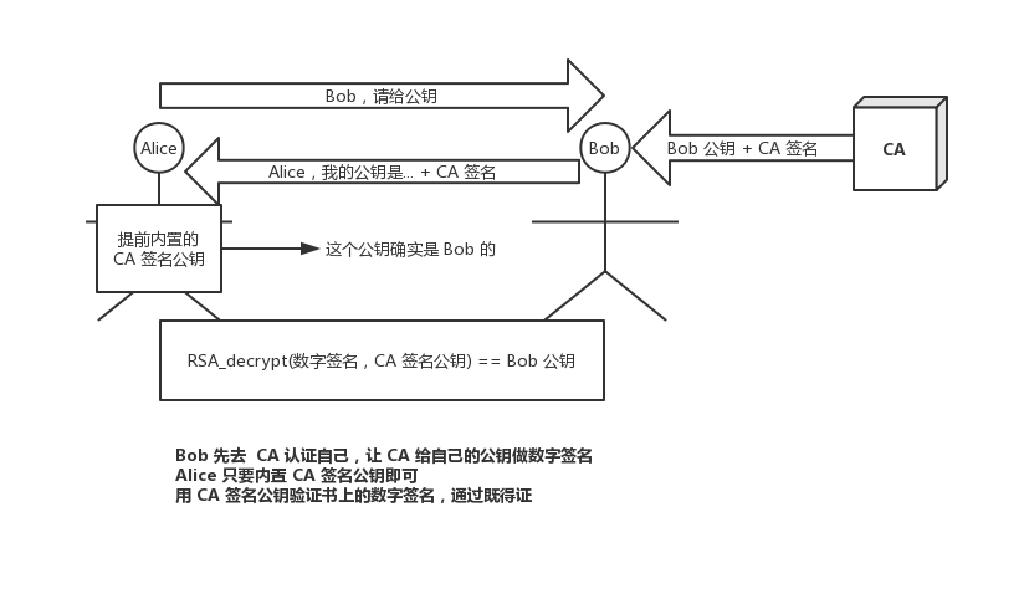 Bob，请给公钥
Alice
Bob
Bob 公钥 + CA 签名
CA
Alice，我的公钥是... + CA 签名
提前内置的
CA 签名公钥
这个公钥确实是 Bob 的
RSA_decrypt(数字签名，CA 签名公钥) == Bob 公钥
Bob 先去 CA 认证自己，让 CA 给自己的公钥做数字签名
Alice 只要内置 CA 签名公钥即可
用 CA 签名公钥验证书上的数字签名，通过既得证